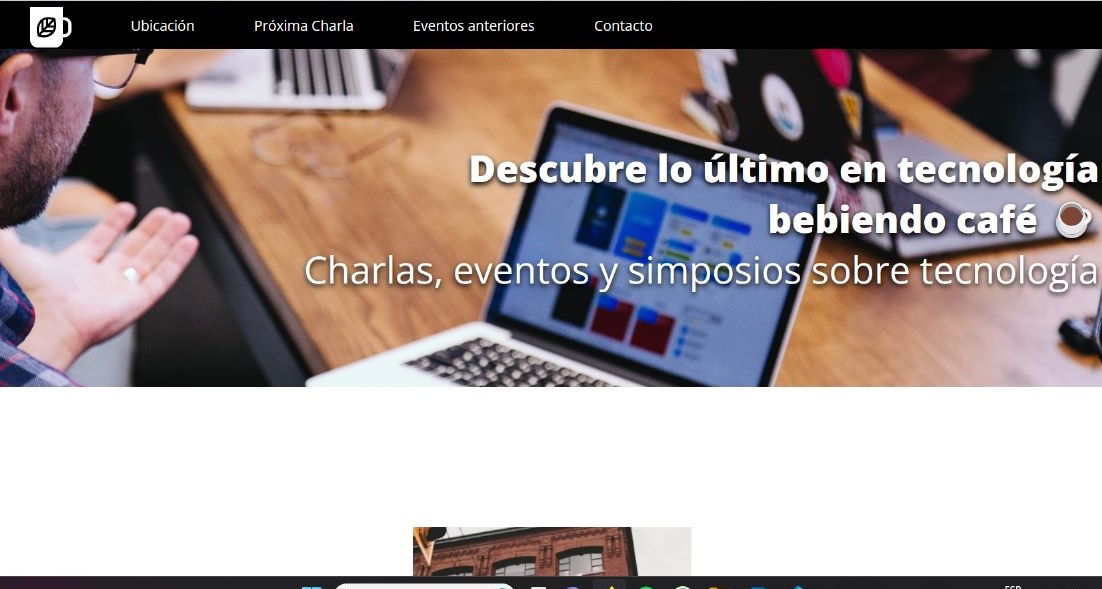 Ubicación
Próxima Charla
Eventos anteriores
Contacto
Descubre lo último en tecnología
bebiendo café ☕
Charlas, eventos y simposios sobre tecnología